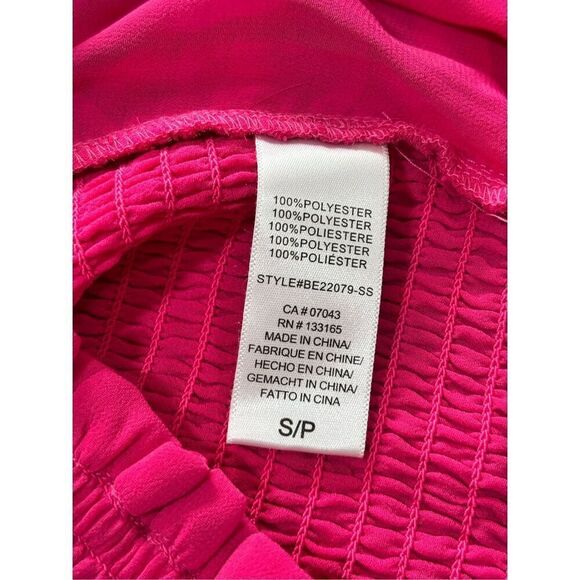 100%POLYESTER
100%POLYESTER
100%POLIESTERE
100%POLYESTER
100%POLIÉSTER
STYLE#BE22079-SS
CA # 07043
RN # 133165
MADE IN CHINA/
FABRIQUE EN CHINE/
HECHO EN CHINA/
GEMACHT IN CHINA/
FATTO IN CINA
S/P